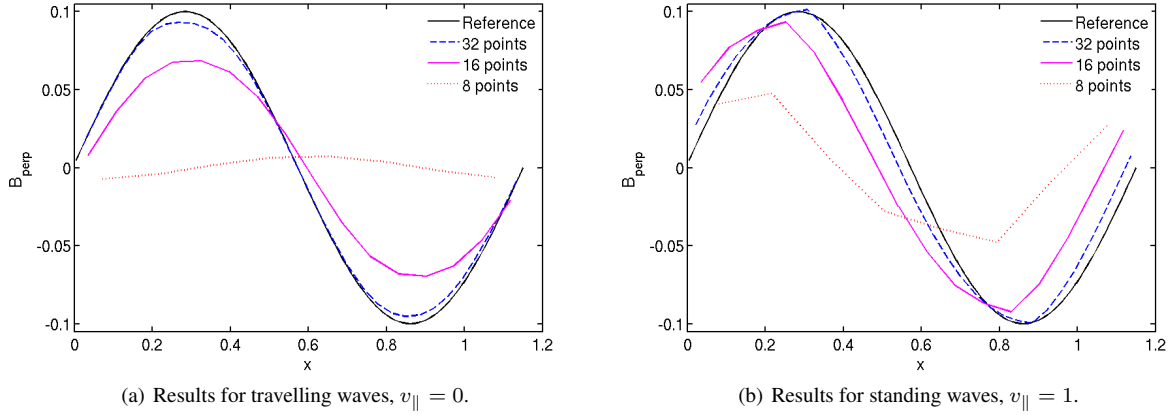 0.1
0.05
0
-0.05
-0.1
B_perp
0
0.2
0.4
0.6
0.8
1
1.2
x
Reference
32 points
16 points
8 points
(a) Results for travelling waves, v∥ = 0.
0.1
0.05
0
-0.05
-0.1
B_perp
0
0.2
0.4
0.6
0.8
1
1.2
x
Reference
32 points
16 points
8 points
(b) Results for standing waves, v∥ = 1.